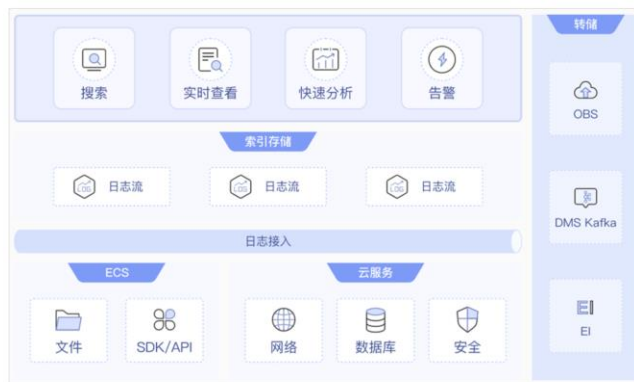 搜索
实时查看
快速分析
告警
索引存储
日志流
日志流
日志流
日志接入
ECS
文件
SDK/API
云服务
网络
数据库
安全
转储
OBS
DMS Kafka
EI
EI